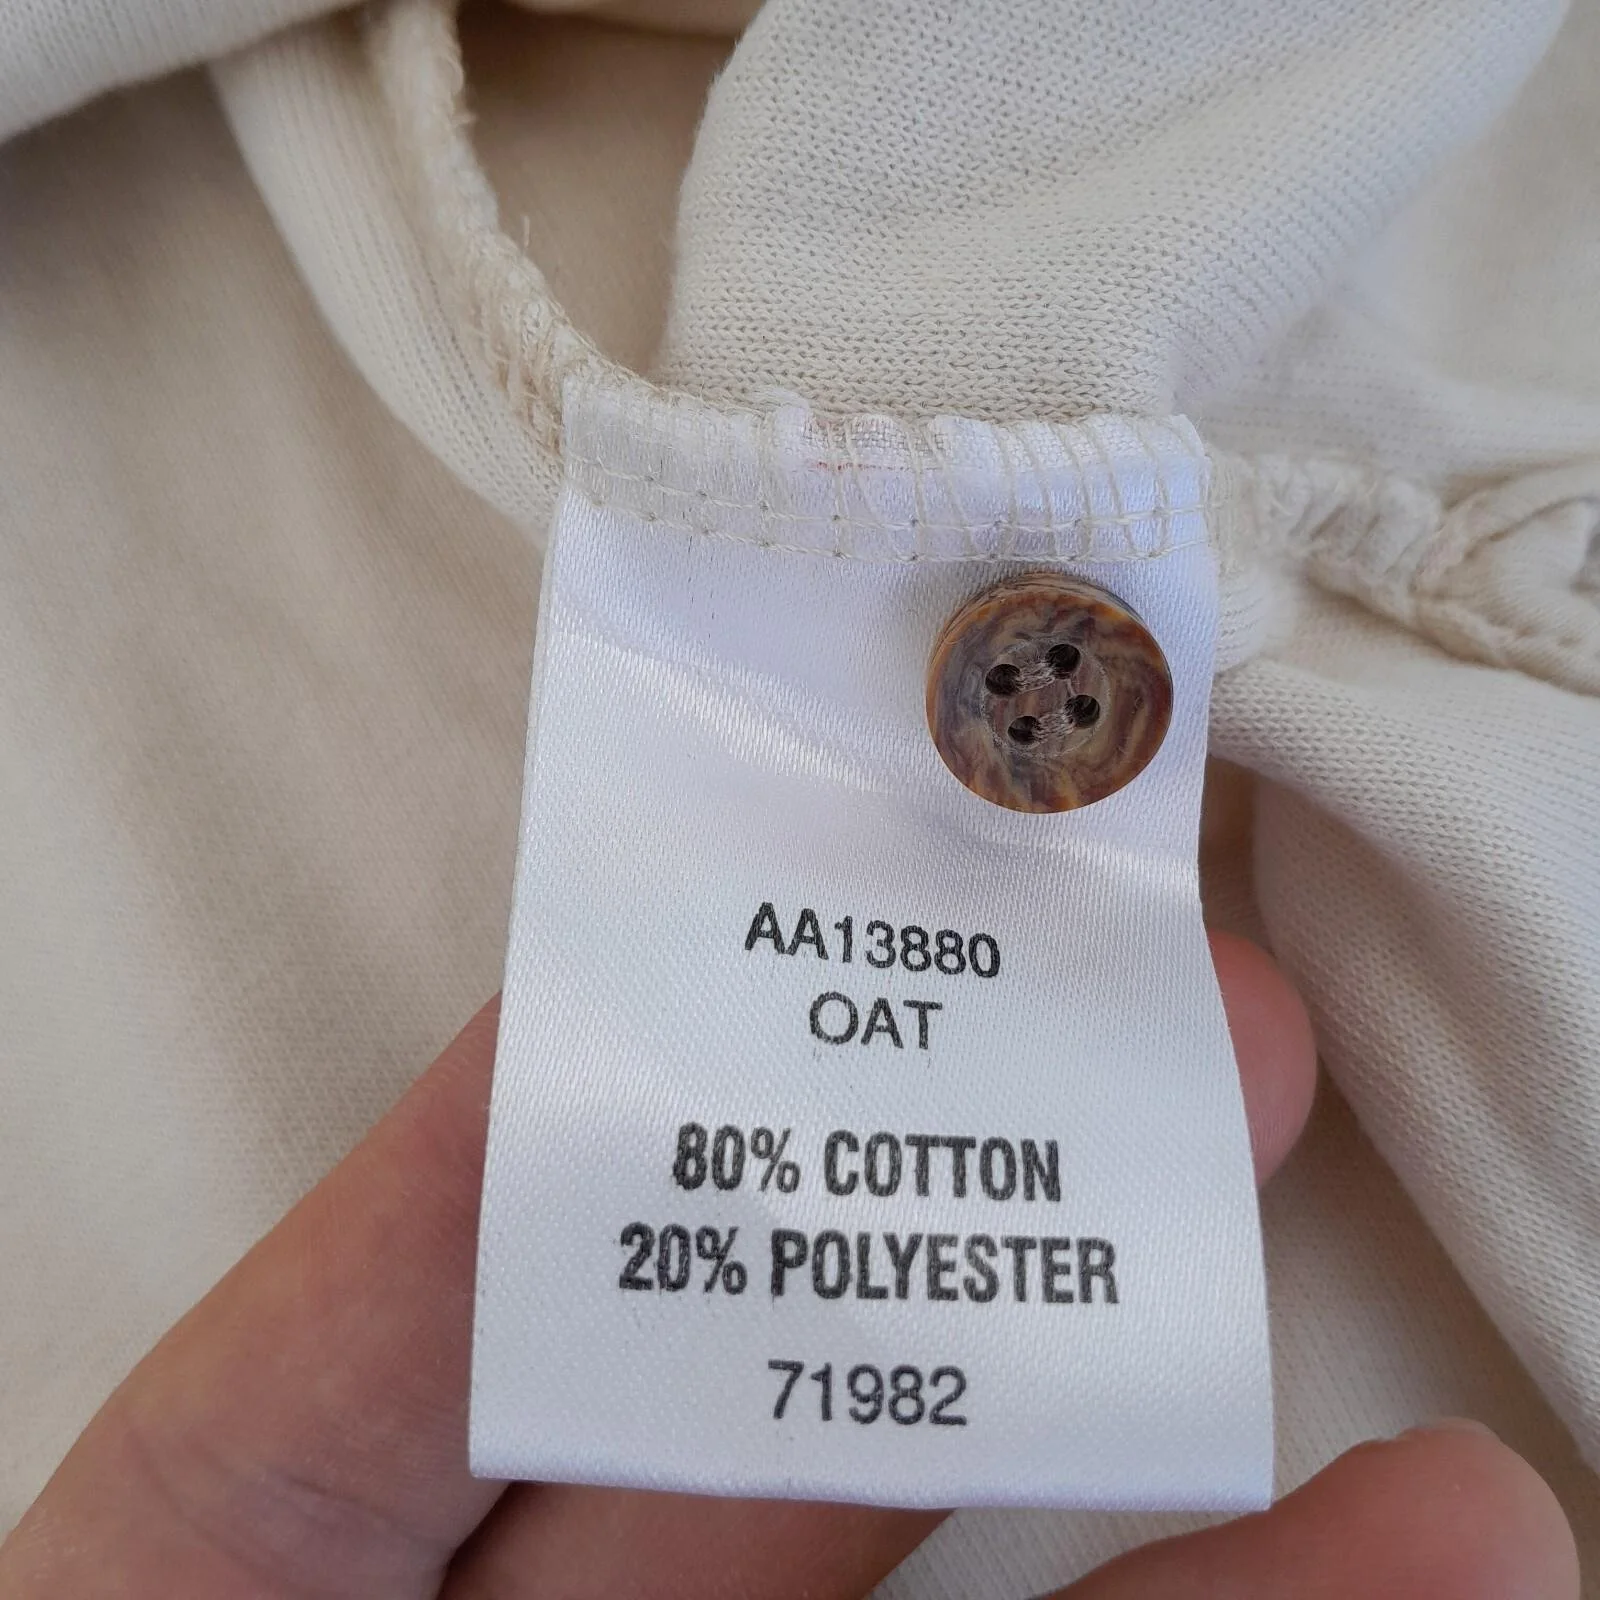 AA13880
OAT
80% COTTON
20% POLYESTER
71982